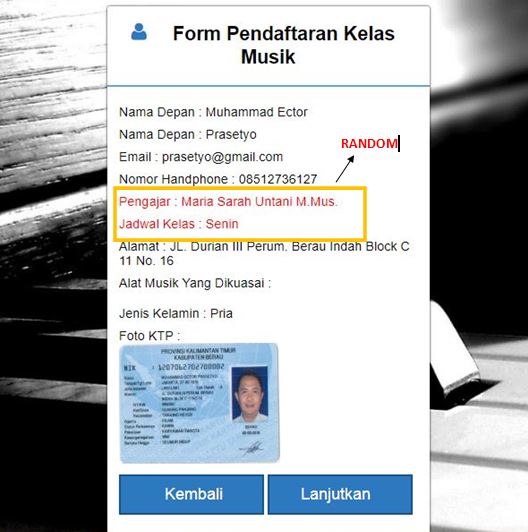 Form Pendaftaran Kelas
Musik
Nama Depan : Muhammad Ector
Nama Depan : Prasetyo
Email : prasetyo@gmail.com
RANDOM
Nomor Handphone : 08512736127
Pengajar : Maria Sarah Untani M.Mus.
Jadwal Kelas : Senin
Alamat : JL. Durian III Perum. Berau Indah Block C
11 No. 16
Alat Musik Yang Dikuasai :
Jenis Kelamin : Pria
Foto KTP :
PROVINSI KALIMANTAN TIMUR
KABUPATEN BERAU
NIK
Kembali
Lanjutkan